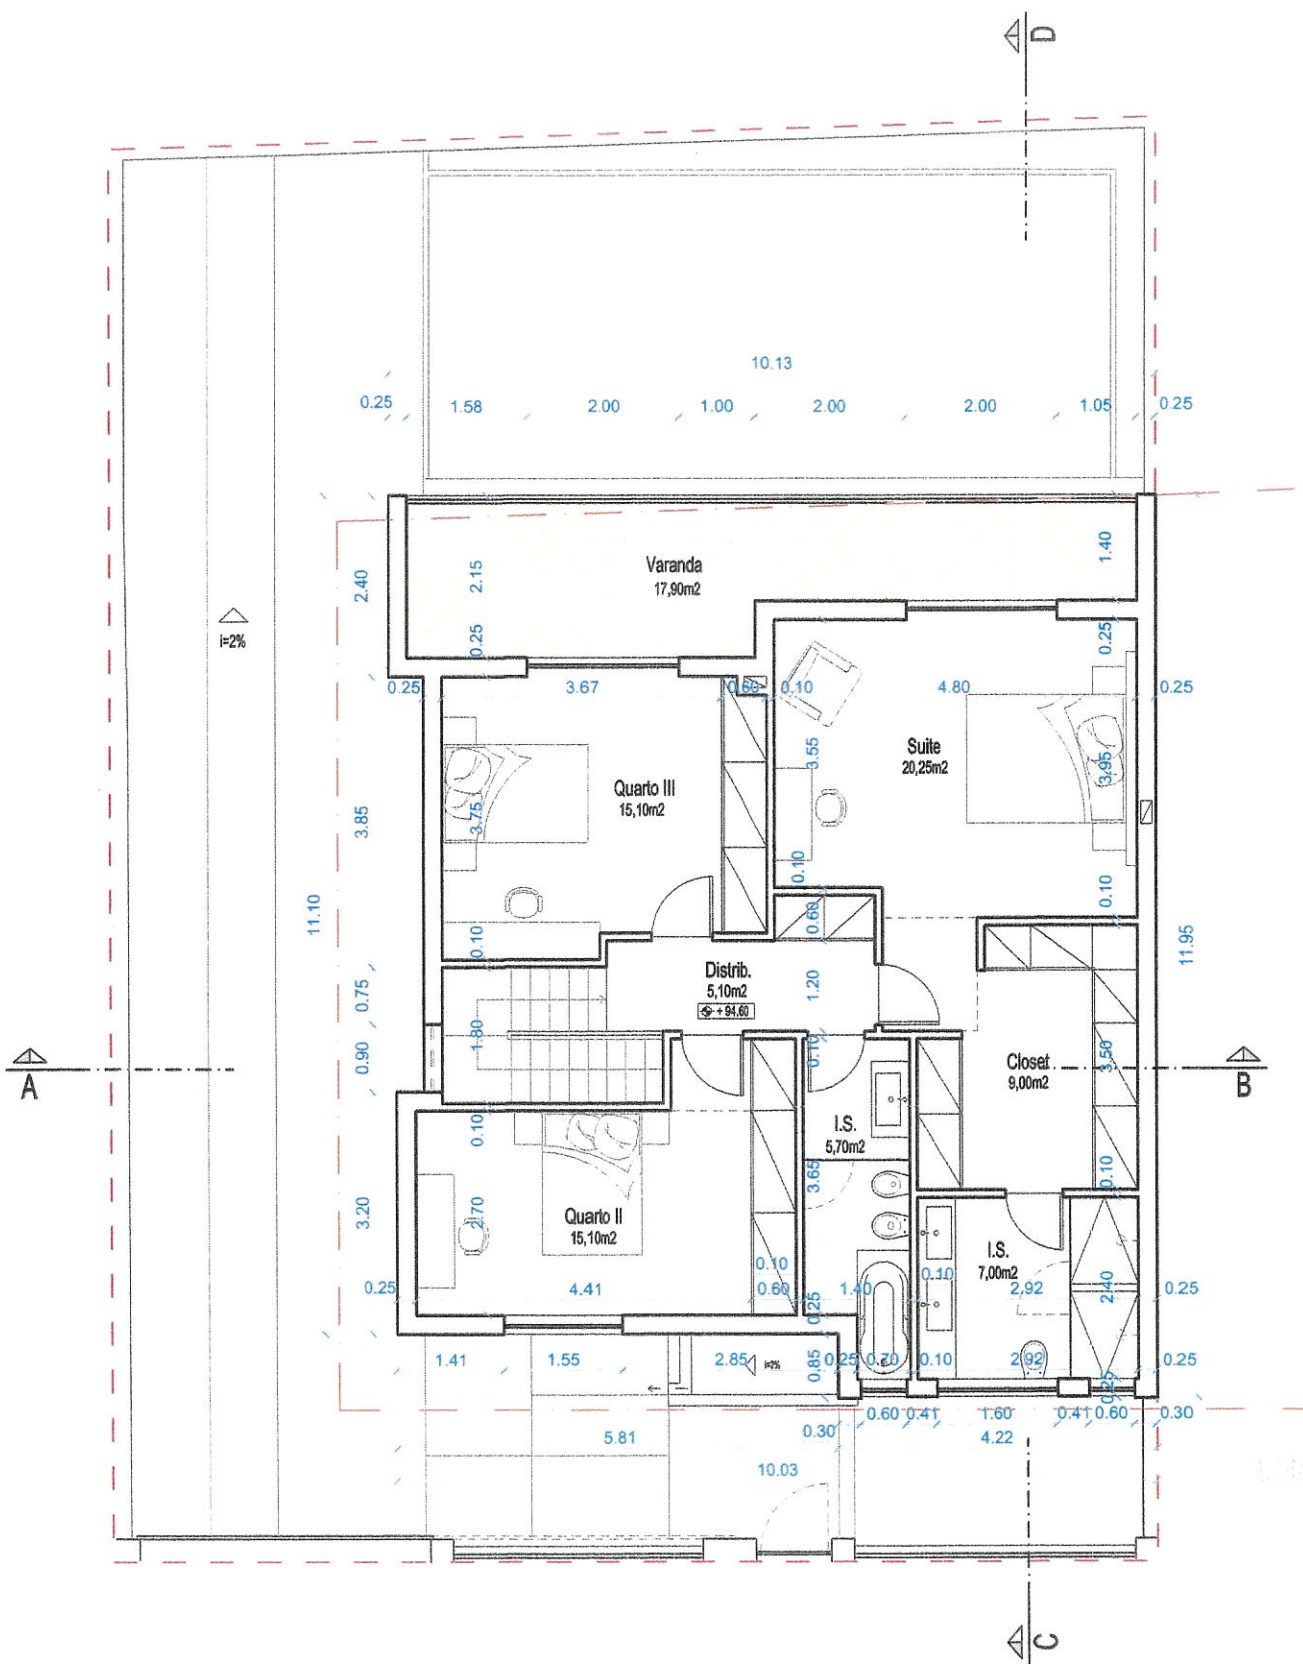 D
10.13
0.25 1.58 2.00 1.00 2.00 2.00 1.05 0.25
2.40
2.15
Varanda
17,90m2
1.40
i=2%
0.25
0.25
0.25 3.67 0.60 0.10 4.80 0.25
3.55
Suite
20,25m2
3.95
Quarto III
15,10m2
3.85
3.75
11.10
0.10
0.60
0.10
0.10
11.95
Distrib.
5,10m2
+ 94.60
1.20
0.75
1.80
0.90
0.10
A
Closet
9,00m2
3.50
B
I.S.
5,70m2
0.10
3.65
0.10
3.20
2.70
Quarto II
15,10m2
I.S.
7,00m2
0.10
0.10
0.25 4.41 0.60 1.40 2.92 0.25
0.25
2.40
1.41 1.55 2.85 i=2% 0.85 0.25 0.70 0.10 2.92 0.25
0.25
0.60 0.41 1.60 0.41 0.60 0.30
5.81 0.30 4.22
10.03
C